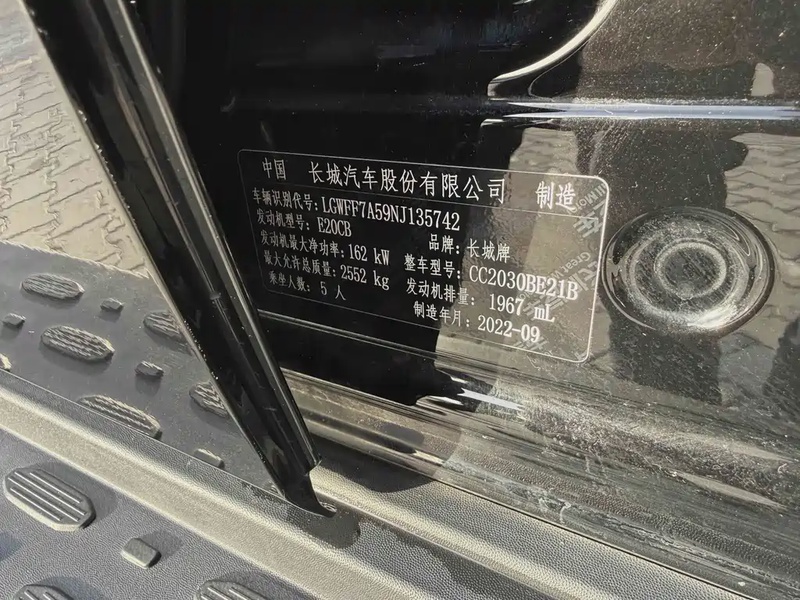 中国 长城汽车股份有限公司 制造
车辆识别代号:LGWFF7A59NJ135742
发动机型号: E20CB 品牌: 长城牌
发动机最大净功率: 162 kW 整车型号: CC2030BE21B
最大允许总质量: 2552 kg 发动机排量: 1967 mL
乘坐人数: 5 人 制造年月: 2022-09